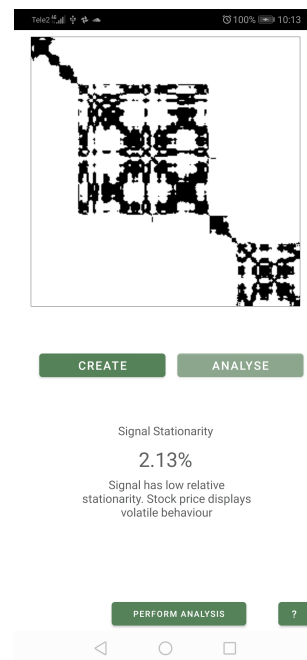 Tele2 100% 10:13
CREATE ANALYSE
Signal Stationarity
2.13%
Signal has low relative
stationarity. Stock price displays
volatile behaviour
PERFORM ANALYSIS ?